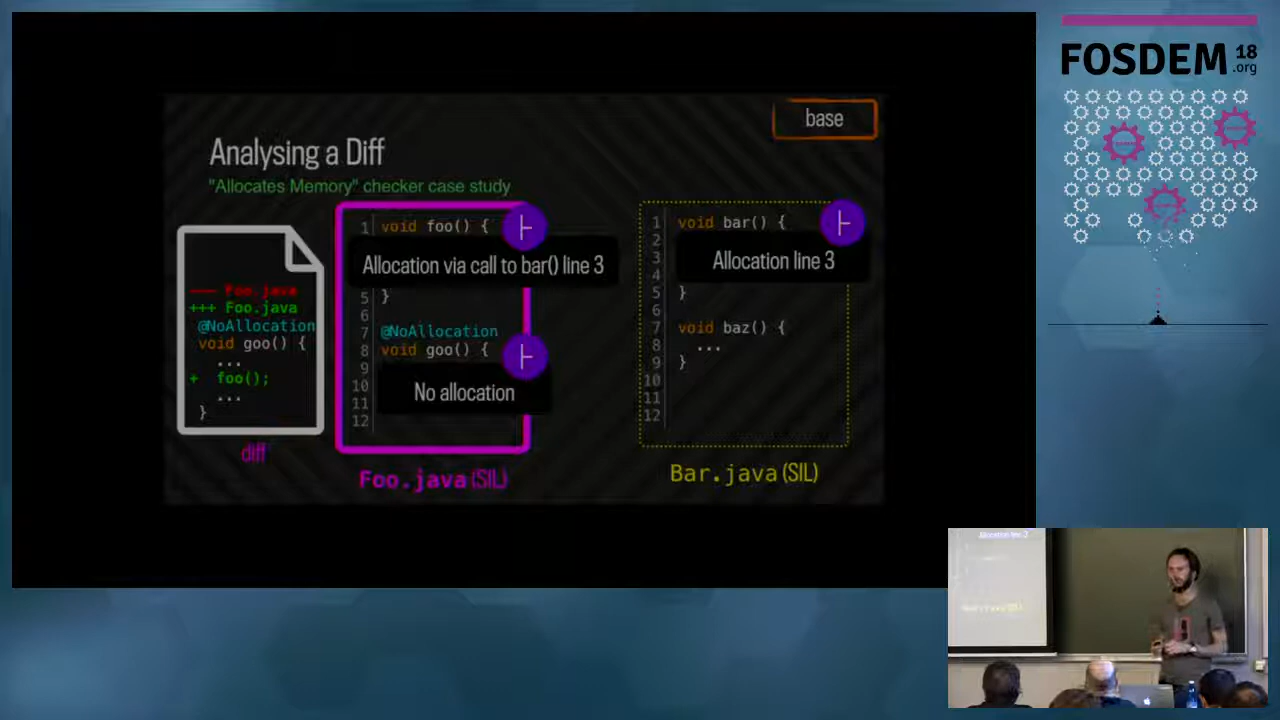 FOSDEM 18
.org
base
Analysing a Diff
"Allocates Memory" checker case study
--- Foo.java
+++ Foo.java
@NoAllocation
void goo() {
...
+ foo();
...
}
diff
1 void foo() {
Allocation via call to bar() line 3
5 }
6
7 @NoAllocation
8 void goo() {
9
10
No allocation
11
12
Foo.java (SIL)
1 void bar() {
2
3
Allocation line 3
4
5 }
6
7 void baz() {
8 ...
9 }
10
11
12
Bar.java (SIL)